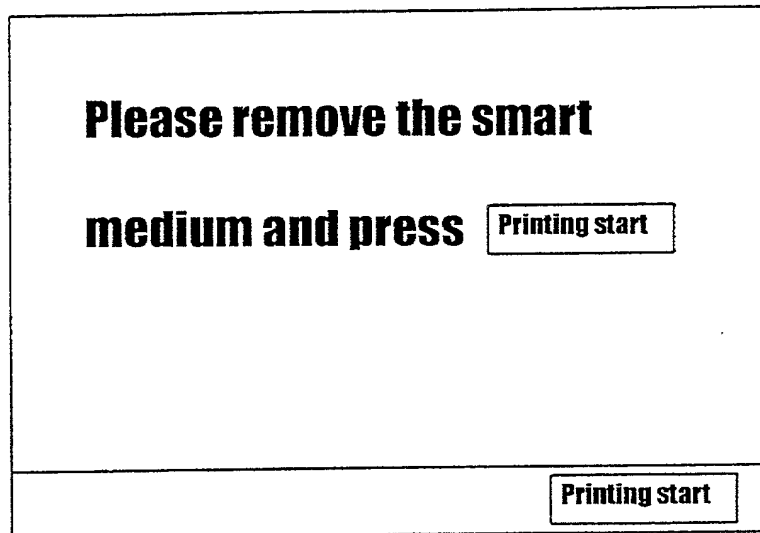 Please remove the smart
medium and press Printing start
Printing start